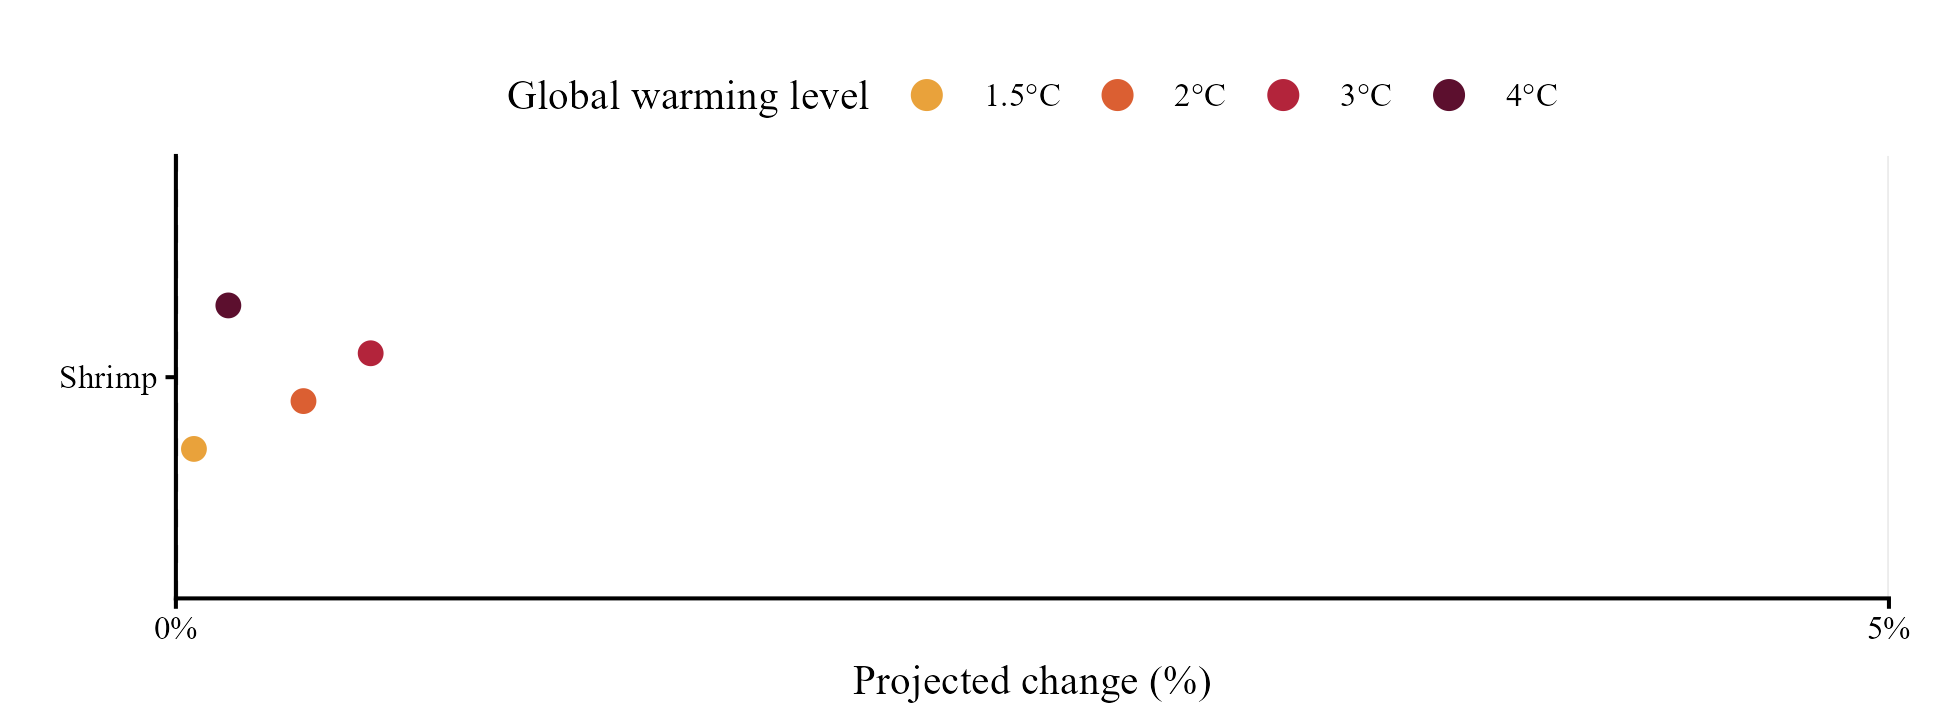 Global warming level 1.5°C 2°C 3°C 4°C
Shrimp
0% 5%
Projected change (%)